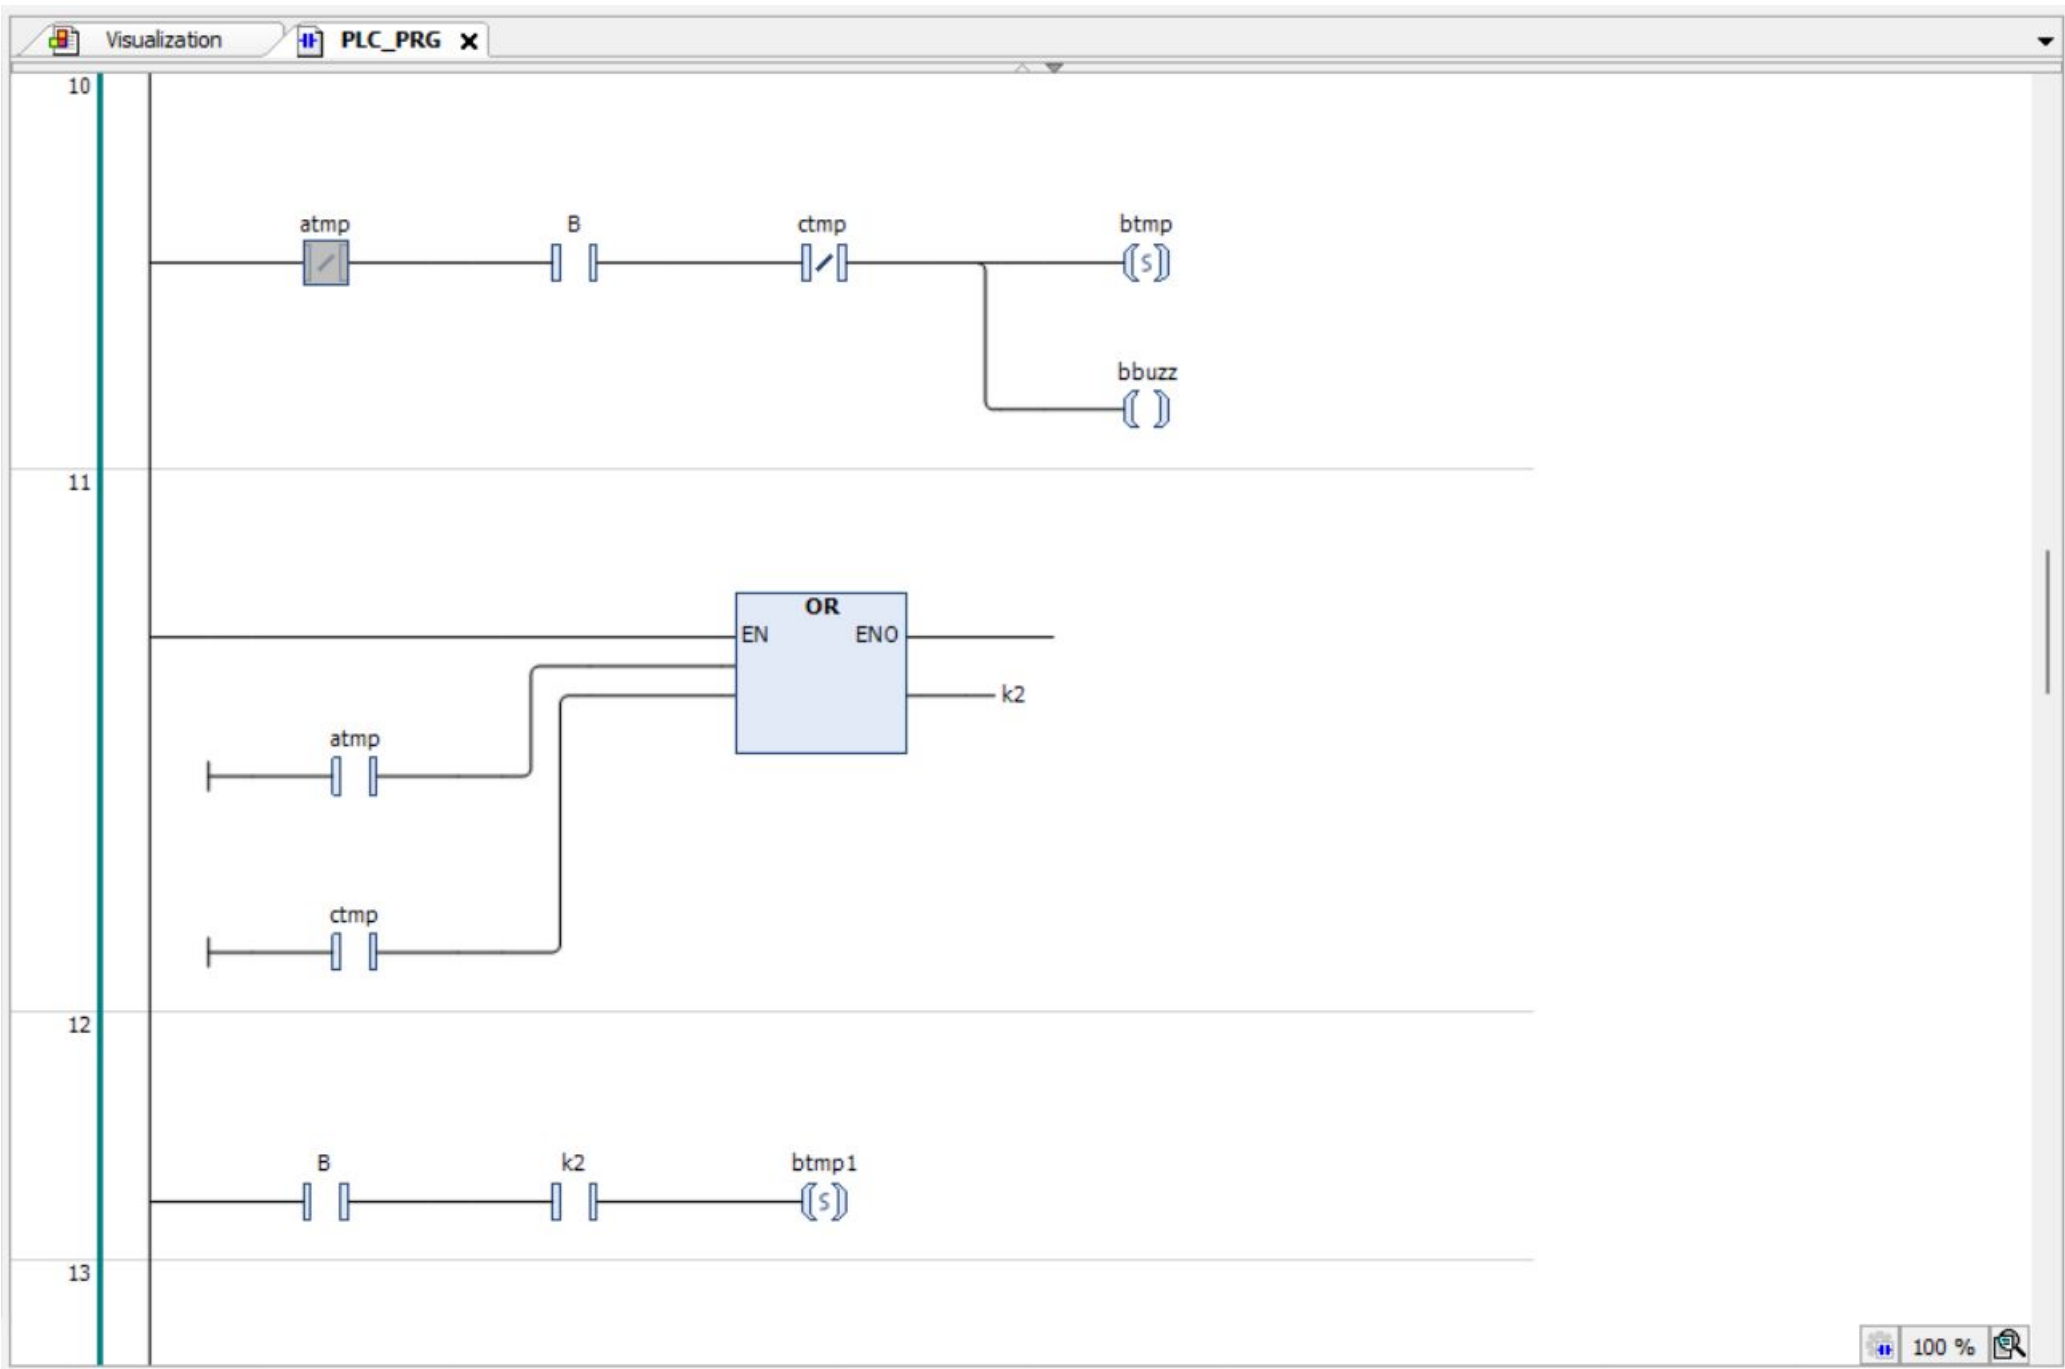 Visualization PLC_PRG
10
atmp B ctmp btmp
S
bbuzz
11
OR
EN ENO
k2
atmp
ctmp
12
B k2 btmp1
S
13
100 %